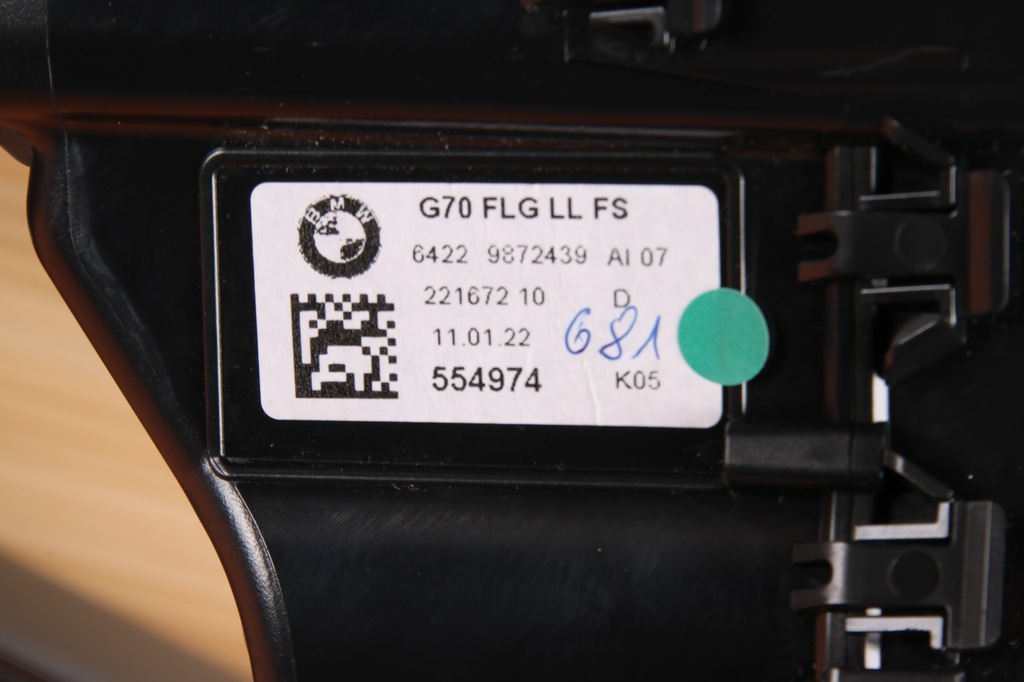 BMW
G70 FLG LL FS
6422 9872439 AI 07
221672 10 D
11.01.22
681
554974 K05